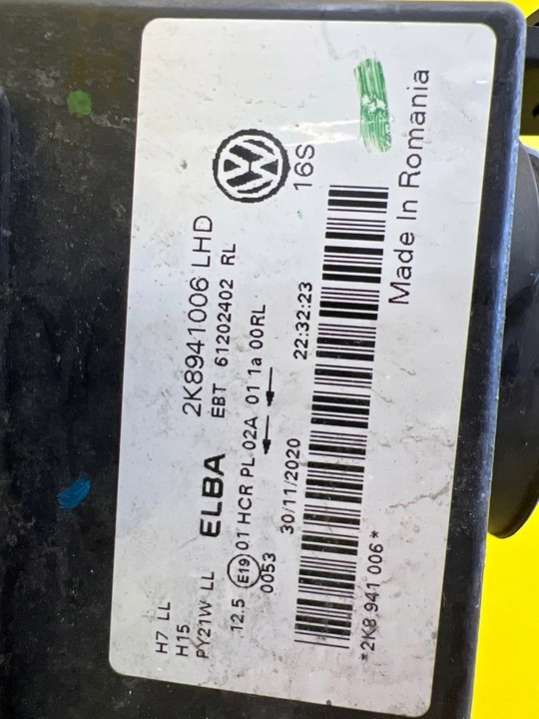 H7 LL
H15
PY21W LL
ELBA
2K8941006 LHD
EBT 61202402 RL
16S
12.5 E19 01 HCR PL 02A 01 1a 00RL
0053
30/11/2020 22:32:23
*2K8 941 006*
Made In Romania